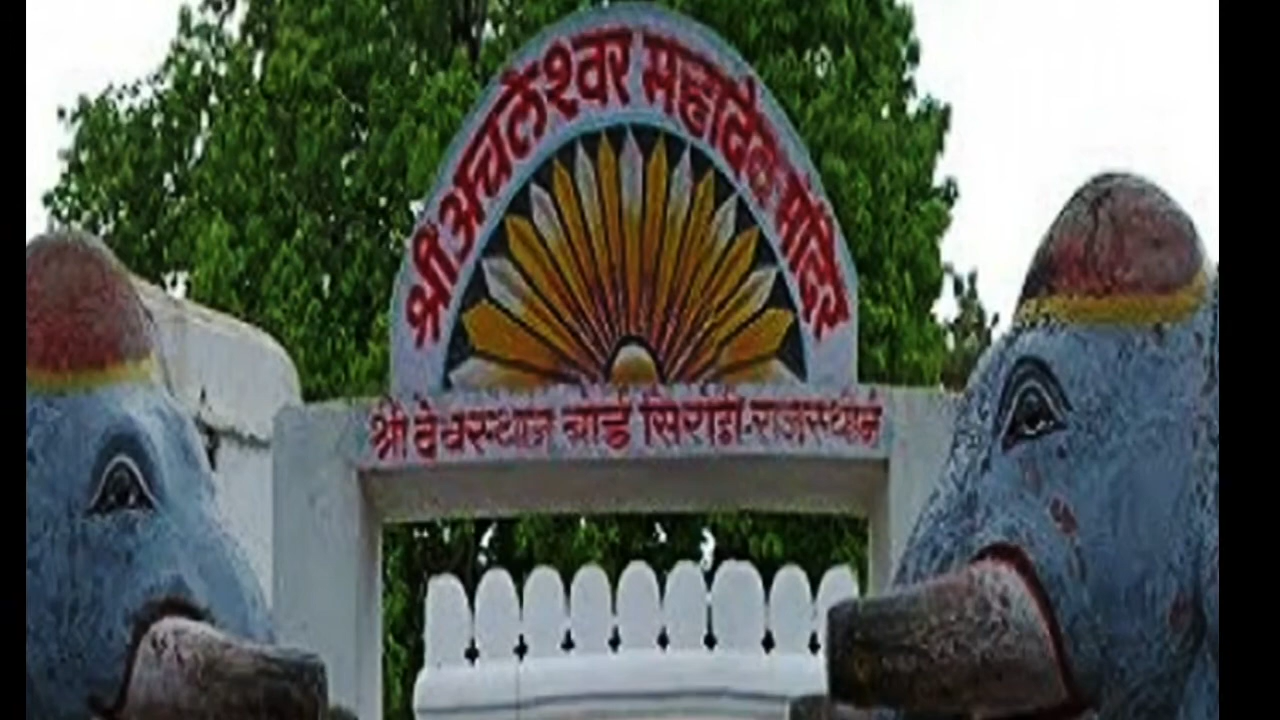 श्री अचलेश्वर महादेव मंदिर
श्री देवस्थान बोर्ड सिरोही-राजस्थान